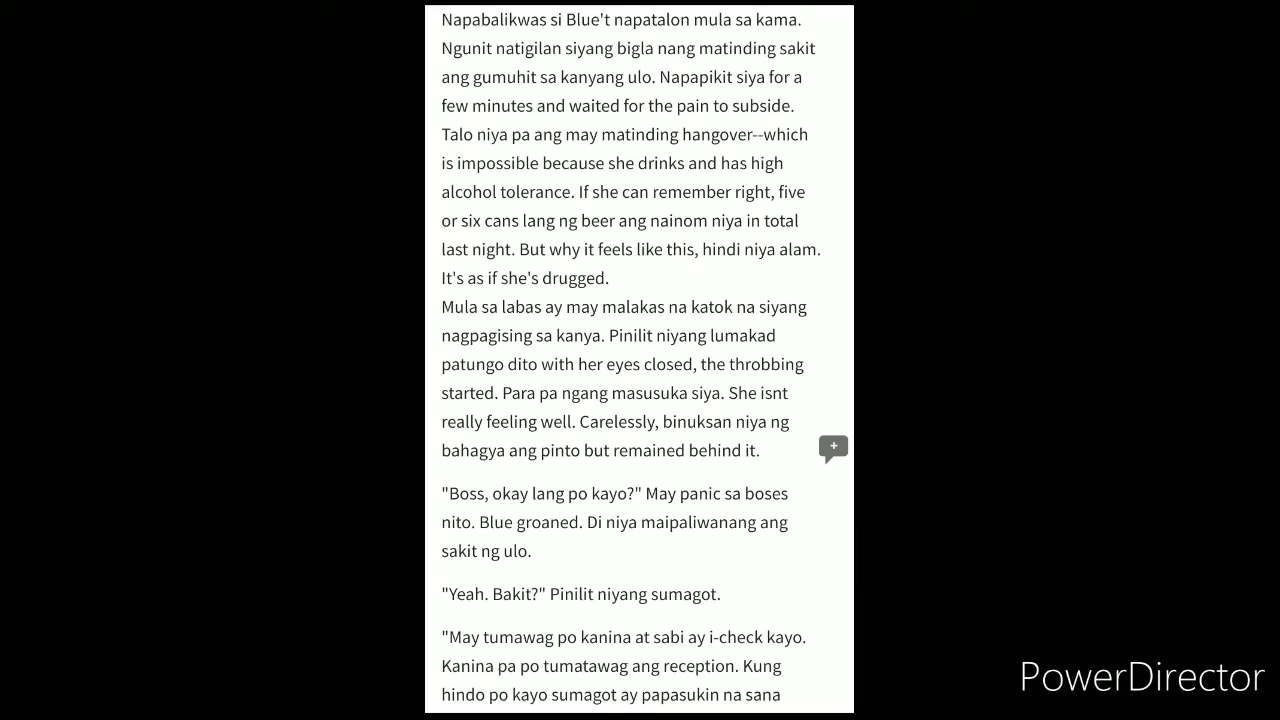 Napabalikwas si Blue't napatalon mula sa kama.
Ngunit natigilan siyang bigla nang matinding sakit
ang gumuhit sa kanyang ulo. Napapikit siya for a
few minutes and waited for the pain to subside.
Talo niya pa ang may matinding hangover--which
is impossible because she drinks and has high
alcohol tolerance. If she can remember right, five
or six cans lang ng beer ang nainom niya in total
last night. But why it feels like this, hindi niya alam.
It's as if she's drugged.
Mula sa labas ay may malakas na katok na siyang
nagpagising sa kanya. Pinilit niyang lumakad
patungo dito with her eyes closed, the throbbing
started. Para pa ngang masusuka siya. She isnt
really feeling well. Carelessly, binuksan niya ng
bahagya ang pinto but remained behind it.
"Boss, okay lang po kayo?" May panic sa boses
nito. Blue groaned. Di niya maipaliwanang ang
sakit ng ulo.
"Yeah. Bakit?" Pinilit niyang sumagot.
"May tumawag po kanina at sabi ay i-check kayo.
Kanina pa po tumatawag ang reception. Kung
hindo po kayo sumagot ay papasukin na sana
+
PowerDirector